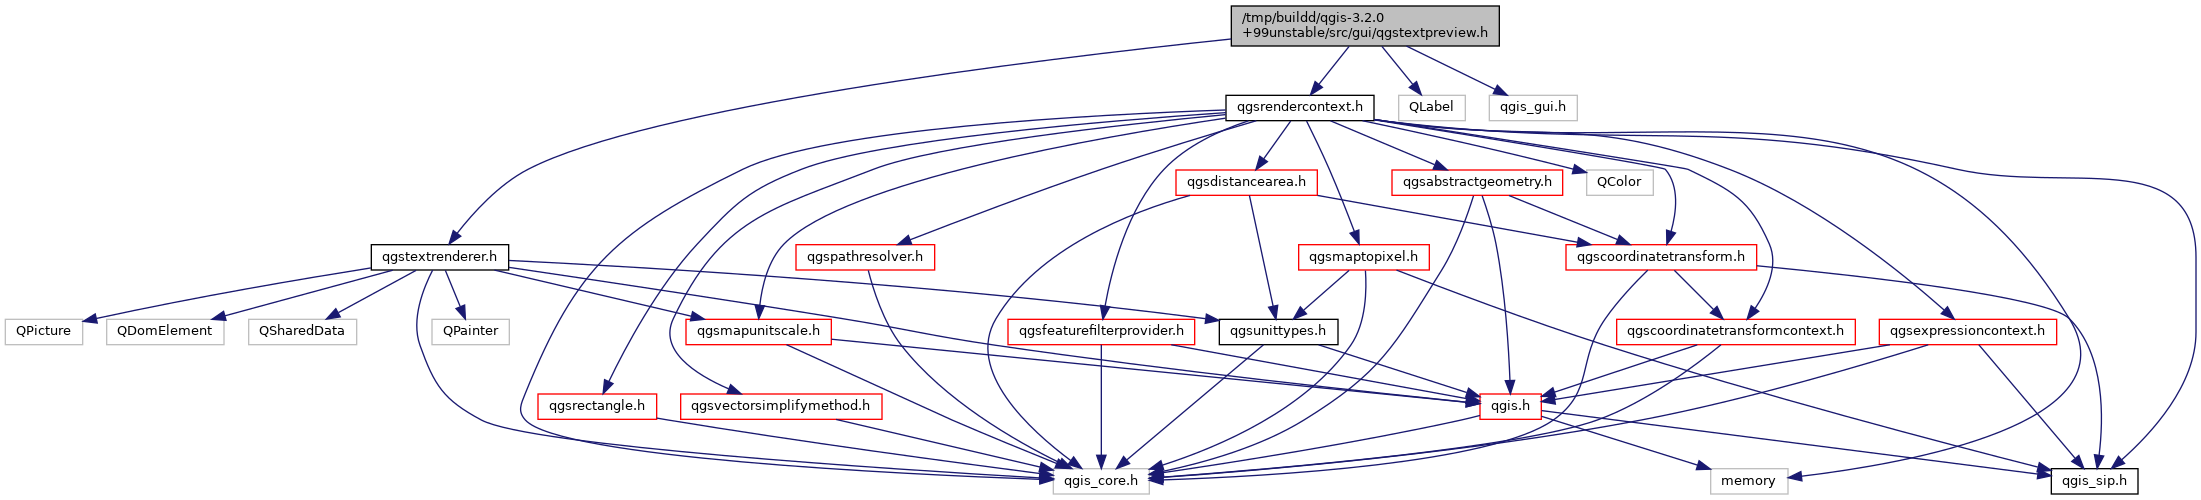 /tmp/buildd/qgis-3.2.0
+99unstable/src/gui/qgstextpreview.h
qgsrendercontext.h
QLabel
qgis_gui.h
qgsdistancearea.h
qgsabstractgeometry.h
QColor
qgstextrenderer.h
qgspathresolver.h
qgsmaptopixel.h
qgscoordinatetransform.h
QPicture
QDomElement
QSharedData
QPainter
qgsmapunitscale.h
qgsfeaturefilterprovider.h
qgsunittypes.h
qgscoordinatetransformcontext.h
qgsexpressioncontext.h
qgsrectangle.h
qgsvectorsimplifymethod.h
qgis.h
qgis_core.h
memory
qgis_sip.h